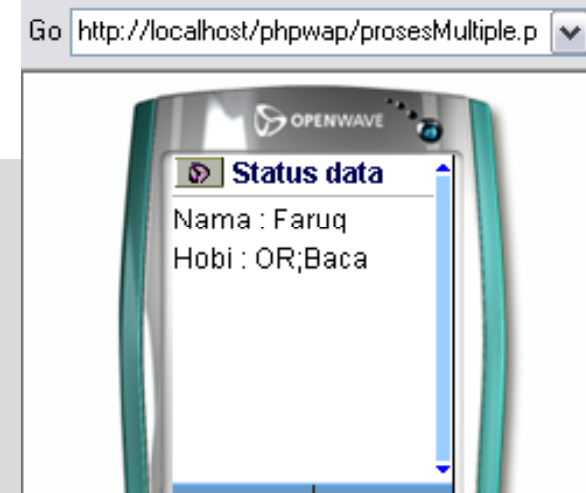 Go http://localhost/phpwap/prosesMultiple.p
OPENWAVE
Status data
Nama : Faruq
Hobi : OR;Baca